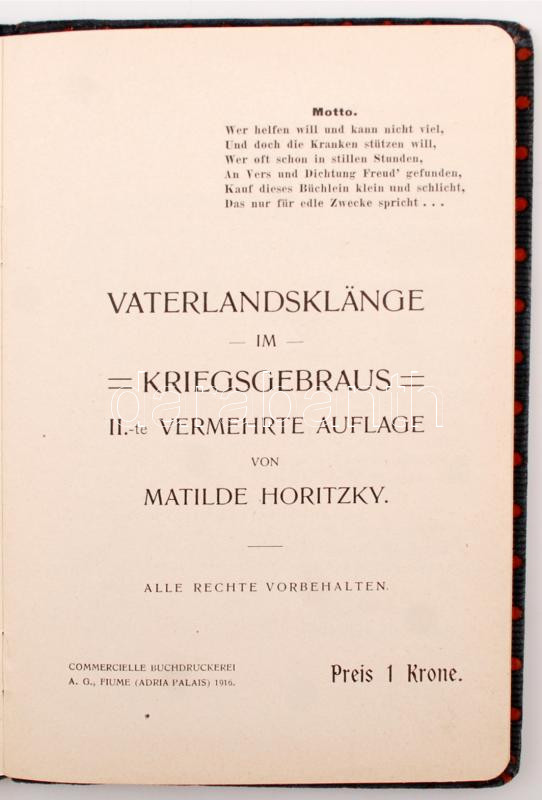 Motto.
Wer helfen will und kann nicht viel,
Und doch die Kranken stützen will,
Wer oft schon in stillen Stunden,
An Vers und Dichtung Freud' gefunden,
Kauf dieses Büchlein klein und schlicht,
Das nur für edle Zwecke spricht . . .
VATERLANDSKLÄNGE
— IM —
= KRIEGSGEBRAUS =
darabanth
II.-te VERMEHRTE AUFLAGE
VON
MATILDE HORITZKY.
ALLE RECHTE VORBEHALTEN.
COMMERCIELLE BUCHDRUCKEREI
A. G., FIUME (ADRIA PALAIS) 1916.
Preis 1 Krone.